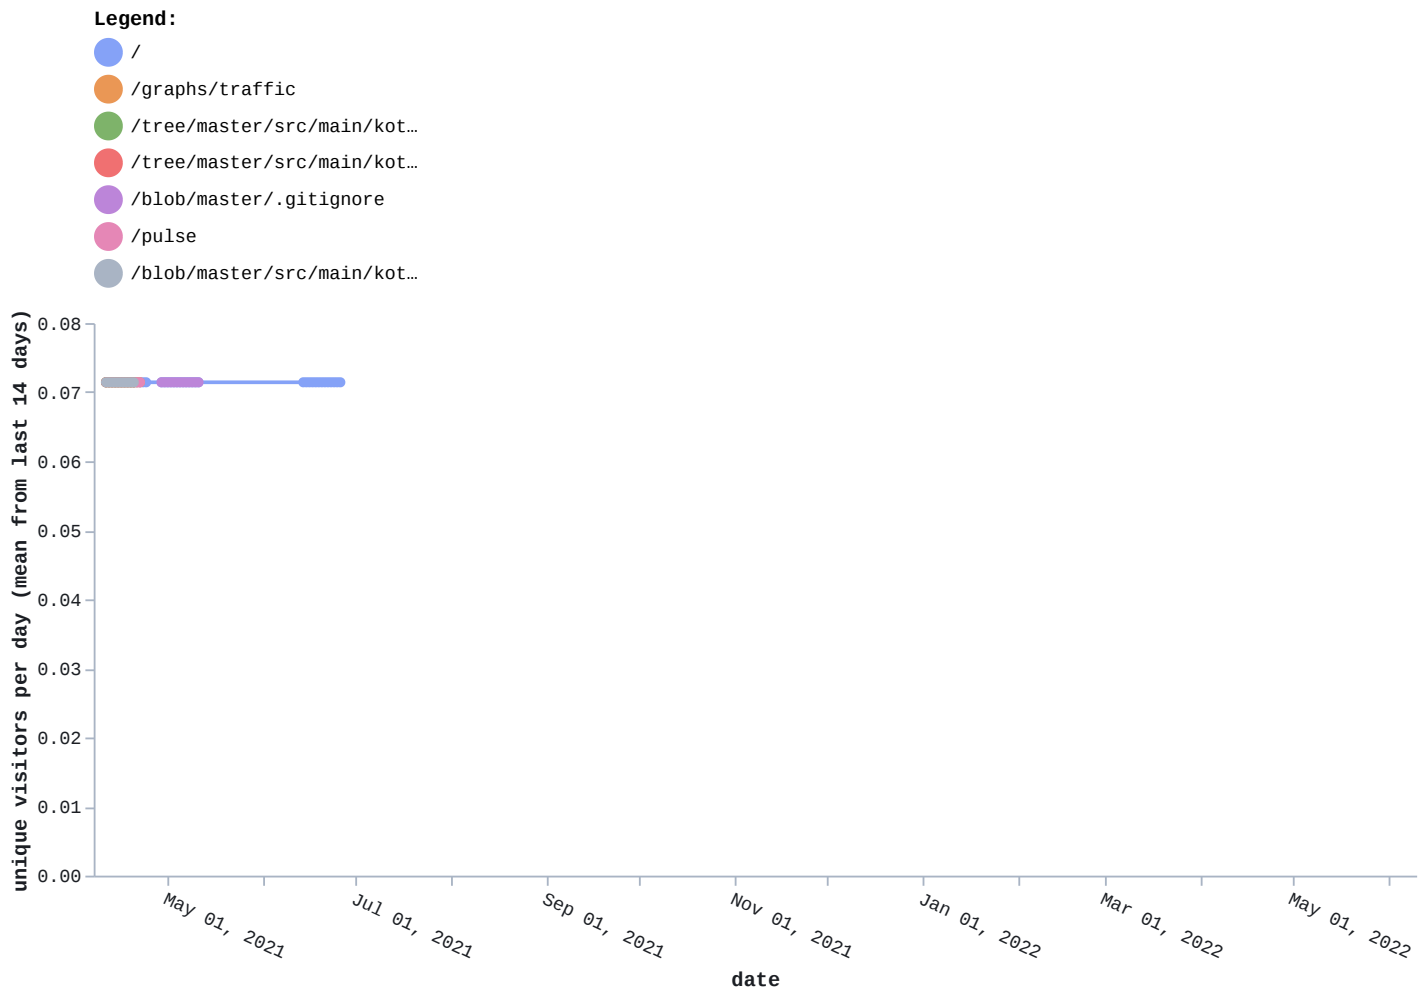 Legend:
/
/graphs/traffic
/tree/master/src/main/kot…
/tree/master/src/main/kot…
/blob/master/.gitignore
/pulse
/blob/master/src/main/kot…
unique visitors per day (mean from last 14 days)
0.08
0.07
0.06
0.05
0.04
0.03
0.02
0.01
0.00
May 01, 2021
Jul 01, 2021
Sep 01, 2021
Nov 01, 2021
Jan 01, 2022
Mar 01, 2022
May 01, 2022
date